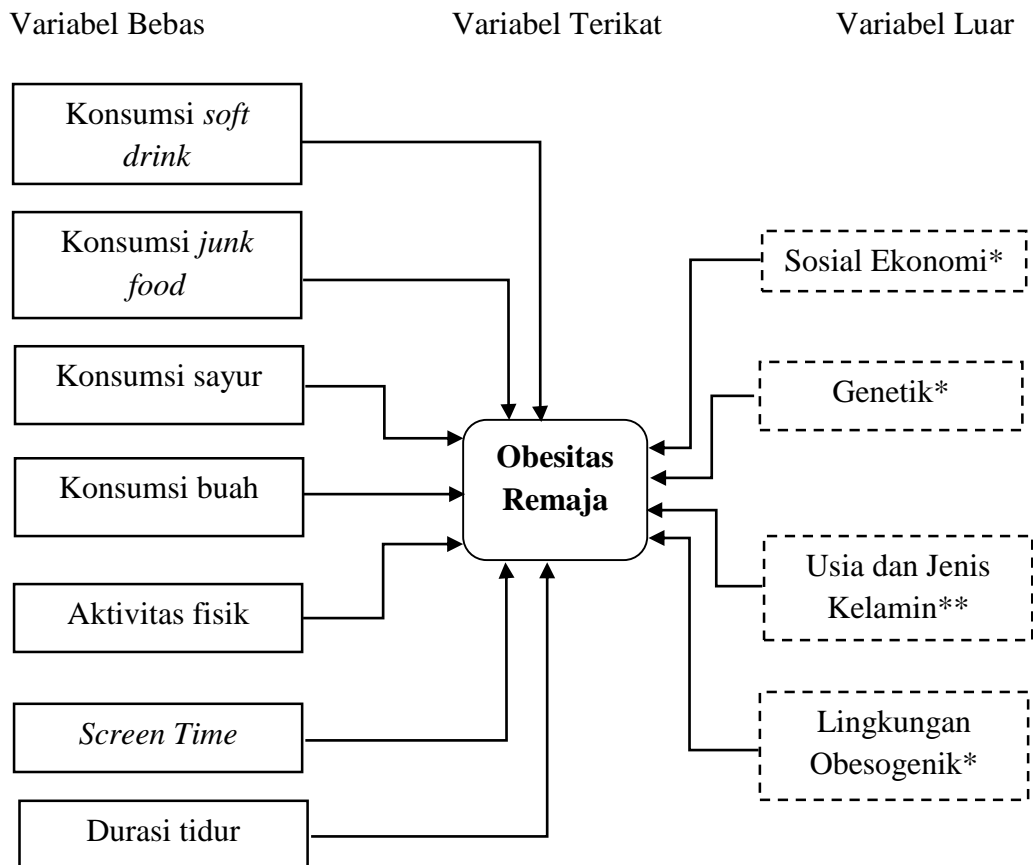 Variabel Bebas
Variabel Terikat
Variabel Luar
Konsumsi soft
drink
Konsumsi junk
food
Konsumsi sayur
Konsumsi buah
Aktivitas fisik
Screen Time
Durasi tidur
Obesitas
Remaja
Sosial Ekonomi*
Genetik*
Usia dan Jenis
Kelamin**
Lingkungan
Obesogenik*